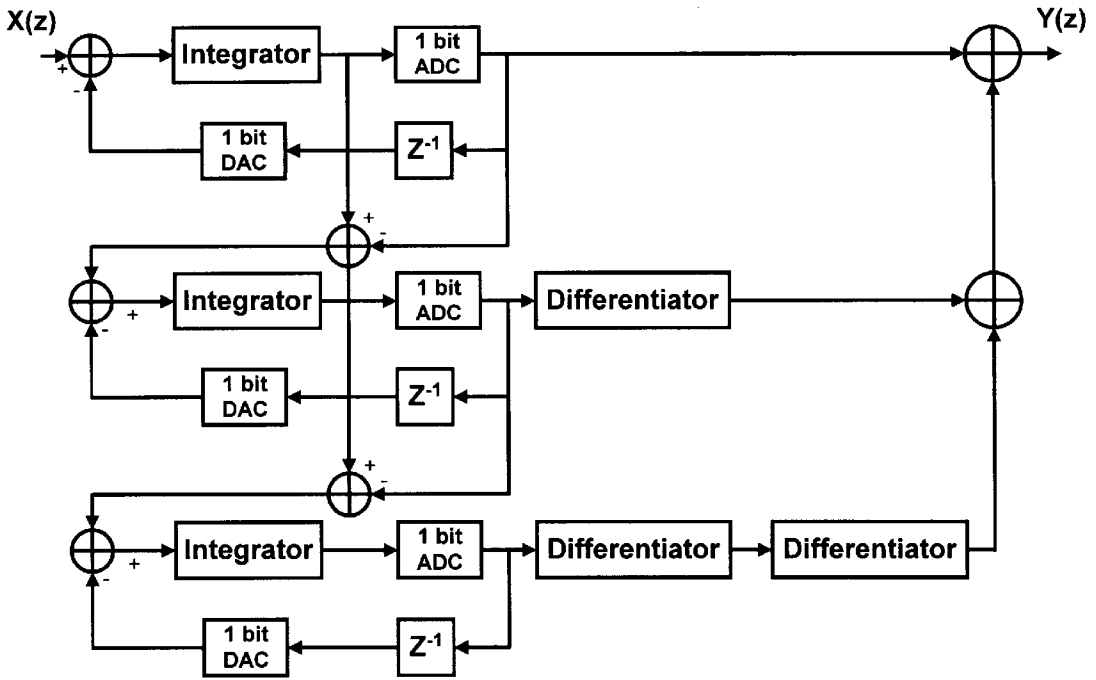 X(z)
Y(z)
+
-
Integrator
1 bit
ADC
1 bit
DAC
Z-1
+
-
+
-
Integrator
1 bit
ADC
Differentiator
1 bit
DAC
Z-1
+
-
+
-
Integrator
1 bit
ADC
Differentiator
Differentiator
1 bit
DAC
Z-1